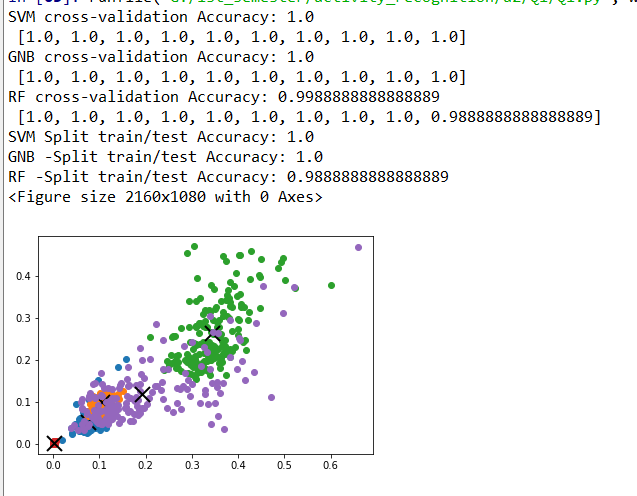 SVM cross-validation Accuracy: 1.0
[1.0, 1.0, 1.0, 1.0, 1.0, 1.0, 1.0, 1.0, 1.0, 1.0]
GNB cross-validation Accuracy: 1.0
[1.0, 1.0, 1.0, 1.0, 1.0, 1.0, 1.0, 1.0, 1.0, 1.0]
RF cross-validation Accuracy: 0.9988888888888889
[1.0, 1.0, 1.0, 1.0, 1.0, 1.0, 1.0, 1.0, 1.0, 0.9888888888888889]
SVM Split train/test Accuracy: 1.0
GNB -Split train/test Accuracy: 1.0
RF -Split train/test Accuracy: 0.9888888888888889
<Figure size 2160x1080 with 0 Axes>
0.4
0.3
0.2
0.1
0.0
0.0 0.1 0.2 0.3 0.4 0.5 0.6